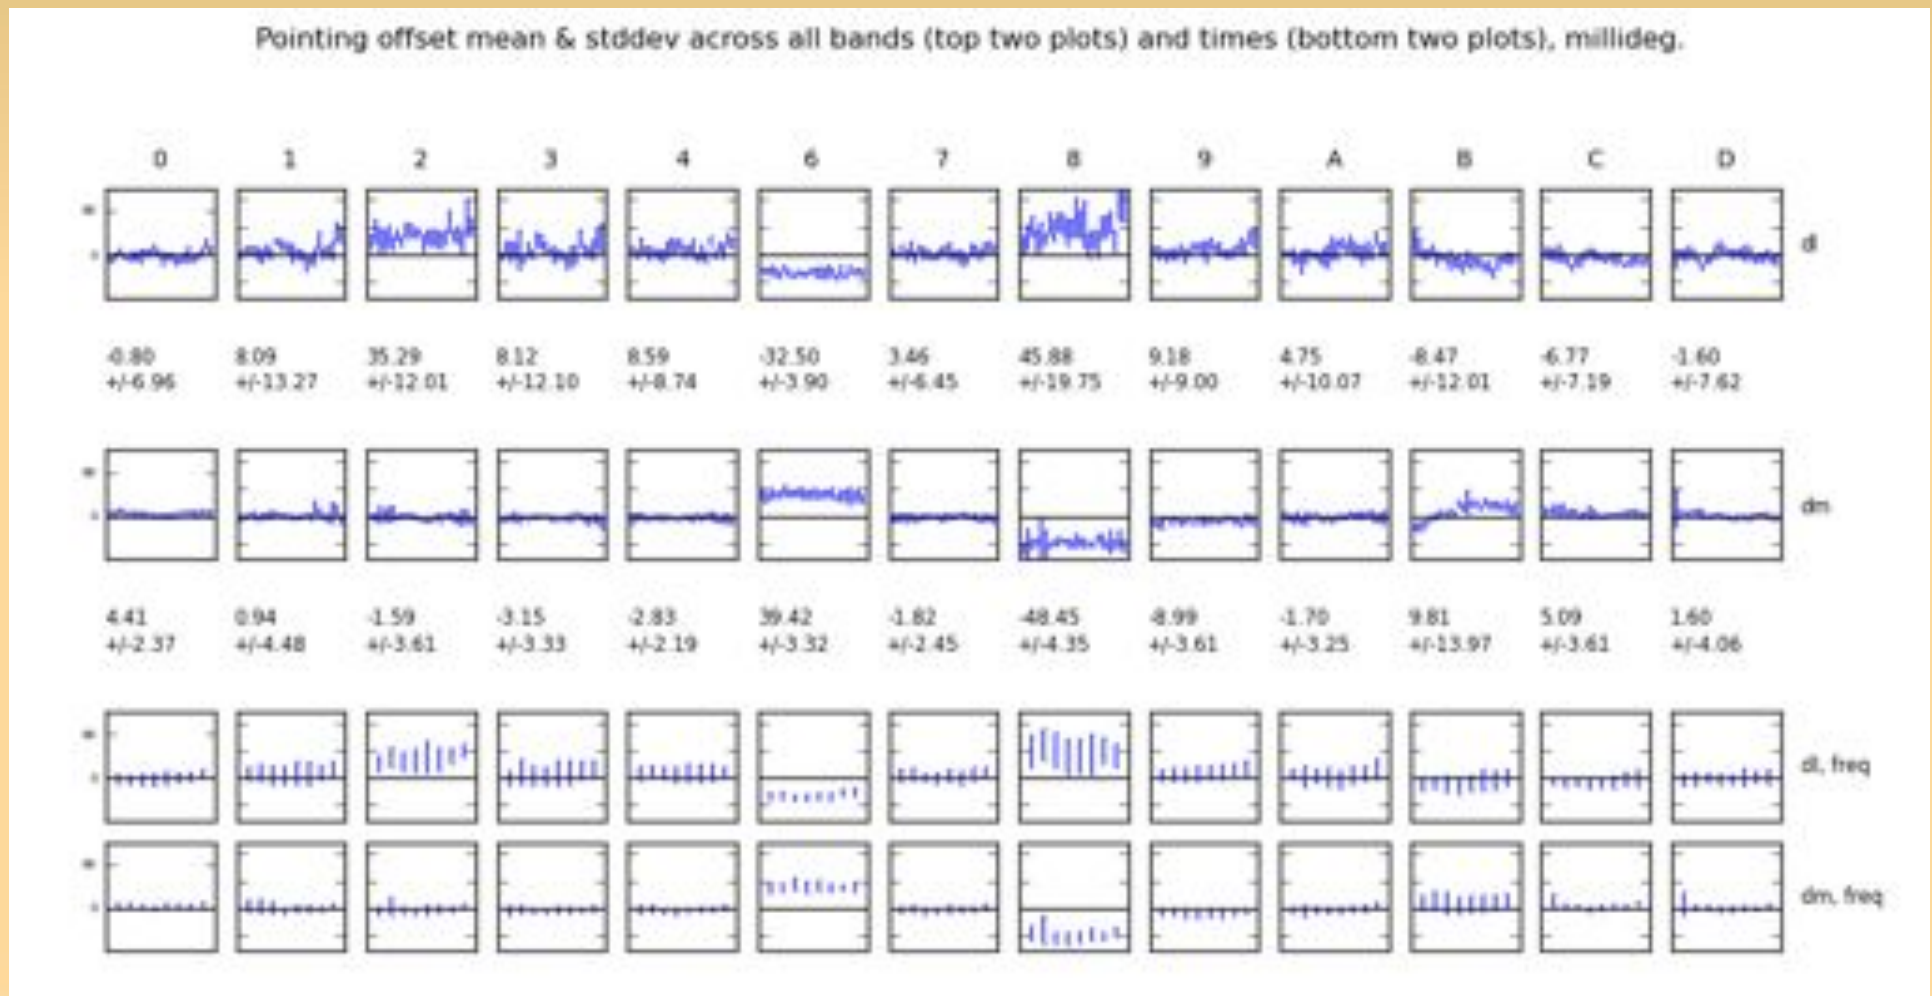 Pointing offset mean & stddev across all bands (top two plots) and times (bottom two plots), millideg.
0 1 2 3 4 6 7 8 9 A B C D
dl
-0.80 8.09 35.29 8.12 8.59 -32.50 3.46 45.88 9.18 4.75 -8.47 -6.77 -1.60
+/-6.96 +/-13.27 +/-12.01 +/-12.10 +/-8.74 +/-3.90 +/-6.45 +/-19.75 +/-9.00 +/-10.07 +/-12.01 +/-7.19 +/-7.62
dm
4.41 0.94 -1.59 -3.15 -2.83 39.42 -1.82 -48.45 -8.99 -1.70 9.81 5.09 1.60
+/-2.37 +/-4.48 +/-3.61 +/-3.33 +/-2.19 +/-3.32 +/-2.45 +/-4.35 +/-3.61 +/-3.25 +/-13.97 +/-3.61 +/-4.06
dl, freq
dm, freq